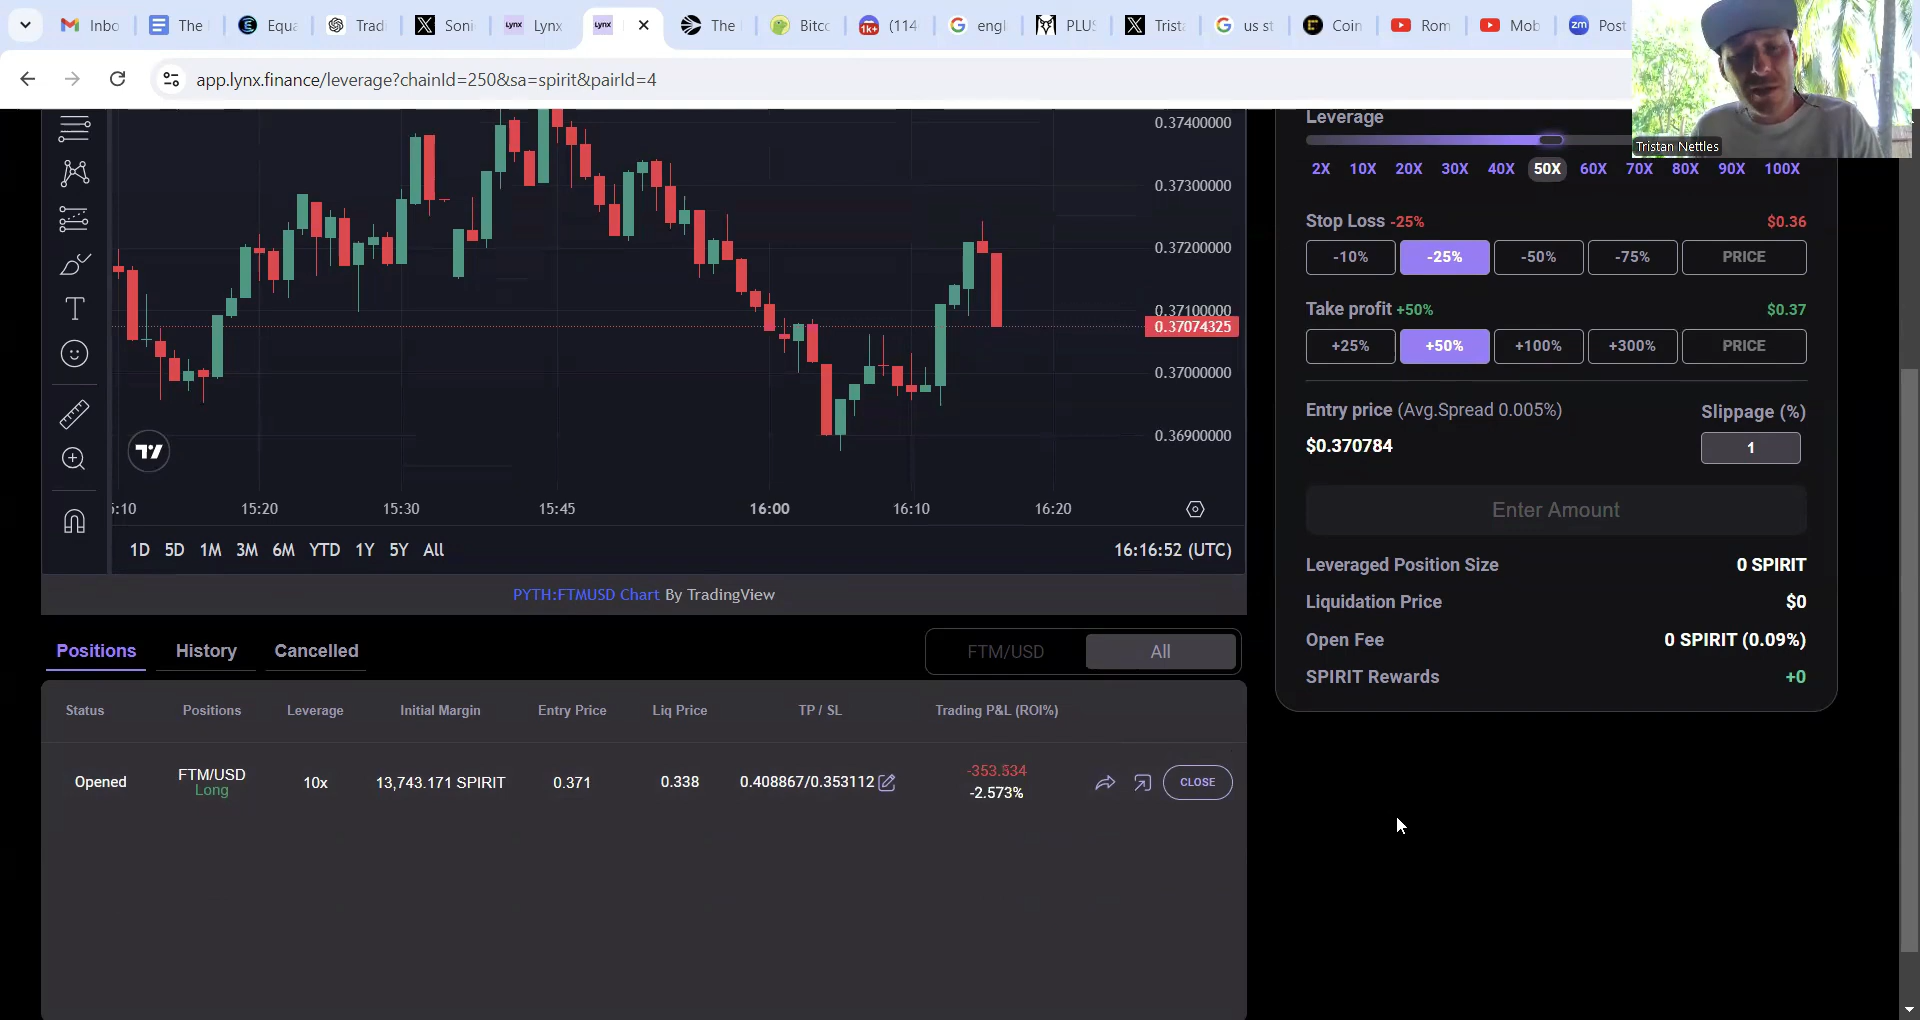 Inbo
The
Equa
Tradi
Soni
Lynx
The
Bitcc
(114
engl
PLUS
Trista
us st
Coin
Rom
Mob
Post
app.lynx.finance/leverage?chainId=250&sa=spirit&pairId=4
Tristan Nettles
0.37400000
0.37300000
0.37200000
0.37100000
0.37074325
0.37000000
0.36900000
15:20
15:30
15:45
16:00
16:10
16:20
1D 5D 1M 3M 6M YTD 1Y 5Y All
16:16:52 (UTC)
PYTH:FTMUSD Chart By TradingView
Leverage
2X 10X 20X 30X 40X 50X 60X 70X 80X 90X 100X
Stop Loss -25% $0.36
-10% -25% -50% -75% PRICE
Take profit +50% $0.37
+25% +50% +100% +300% PRICE
Entry price (Avg.Spread 0.005%) Slippage (%)
$0.370784 1
Enter Amount
Leveraged Position Size 0 SPIRIT
Liquidation Price $0
Open Fee 0 SPIRIT (0.09%)
SPIRIT Rewards +0
Positions History Cancelled
FTM/USD All
Status Positions Leverage Initial Margin Entry Price Liq Price TP / SL Trading P&L (ROI%)
Opened FTM/USD Long 10x 13,743.171 SPIRIT 0.371 0.338 0.408867/0.353112 -353.534 -2.573% CLOSE